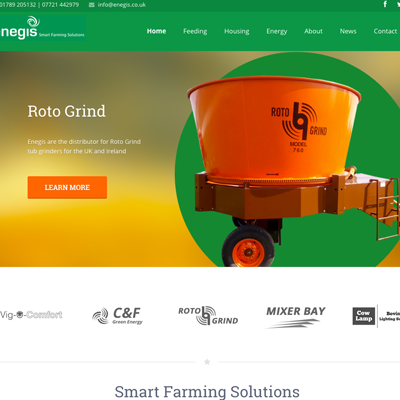 01789 205132 | 07721 442979 info@enegis.co.uk
enegis Smart Farming Solutions
Home Feeding Housing Energy About News Contact
Roto Grind
Enegis are the distributor for Roto Grind
tub grinders for the UK and Ireland
LEARN MORE
ROTO GRIND
MODEL
760
Vig-O-Comfort
C&F
Green Energy
ROTO GRIND
MIXER BAY
Cow
Lamp
Lighting
Smart Farming Solutions